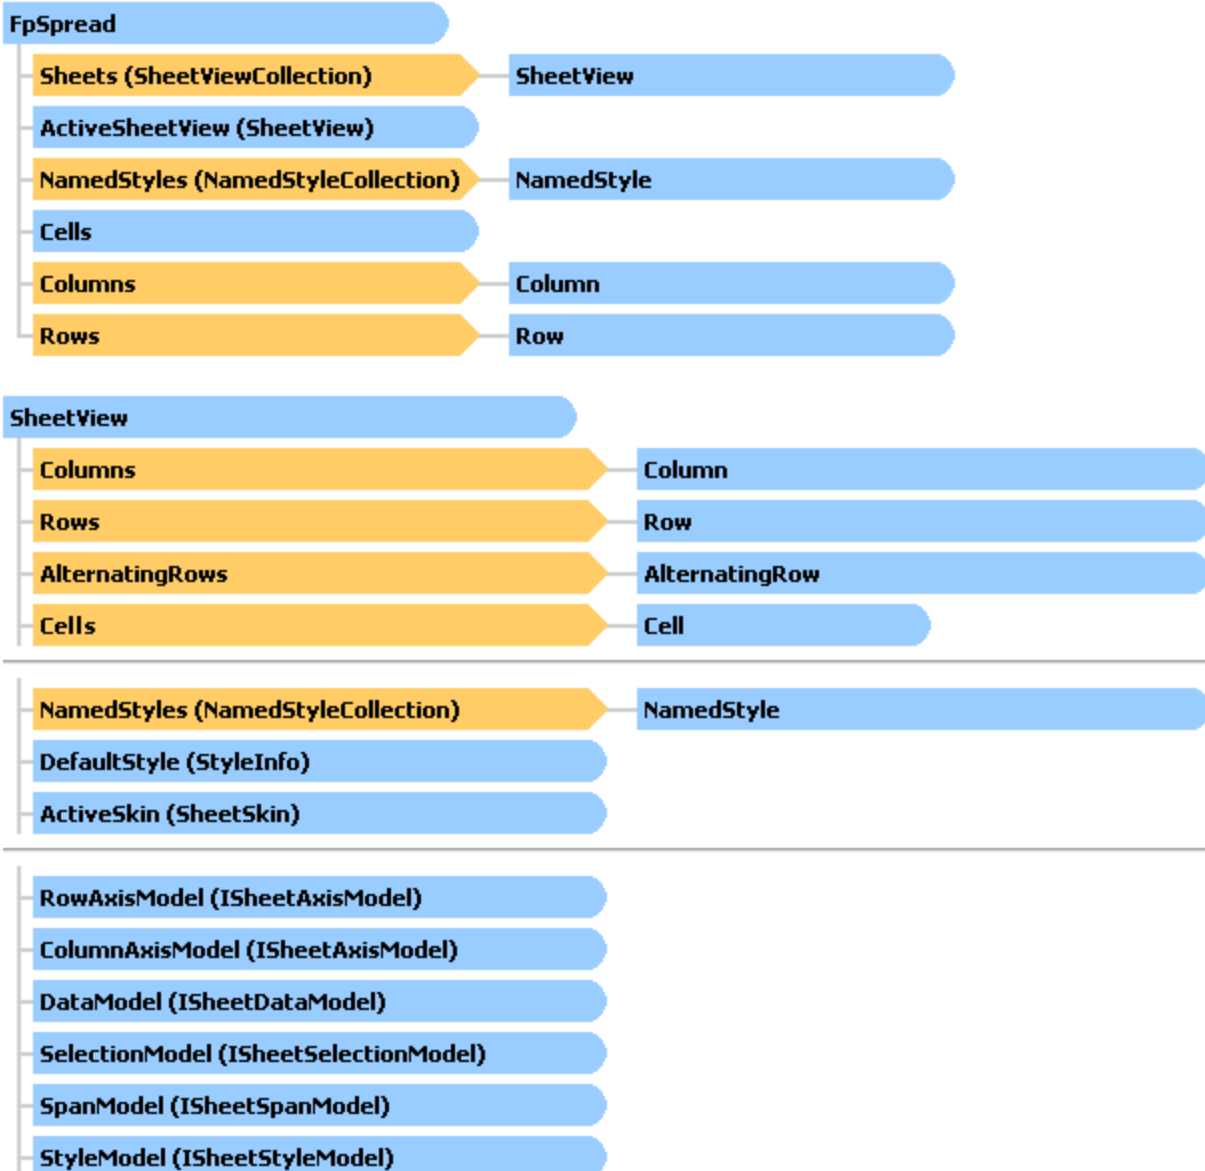 FpSpread
Sheets (SheetViewCollection) SheetView
ActiveSheetView (SheetView)
NamedStyles (NamedStyleCollection) NamedStyle
Cells
Columns Column
Rows Row
SheetView
Columns Column
Rows Row
AlternatingRows AlternatingRow
Cells Cell
NamedStyles (NamedStyleCollection) NamedStyle
DefaultStyle (StyleInfo)
ActiveSkin (SheetSkin)
RowAxisModel (ISheetAxisModel)
ColumnAxisModel (ISheetAxisModel)
DataModel (ISheetDataModel)
SelectionModel (ISheetSelectionModel)
SpanModel (ISheetSpanModel)
StyleModel (ISheetStyleModel)